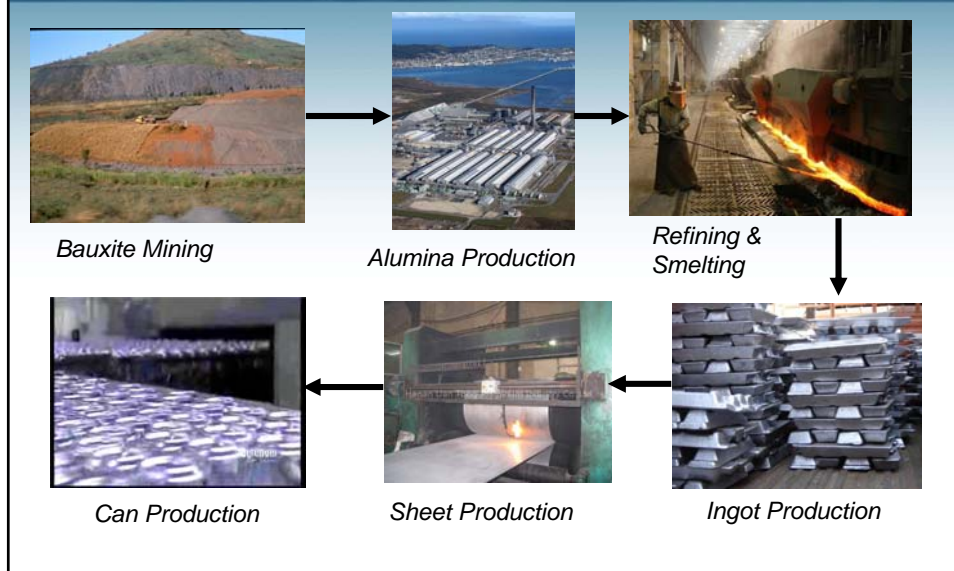 Bauxite Mining
Alumina Production
Refining &
Smelting
Can Production
Sheet Production
Ingot Production